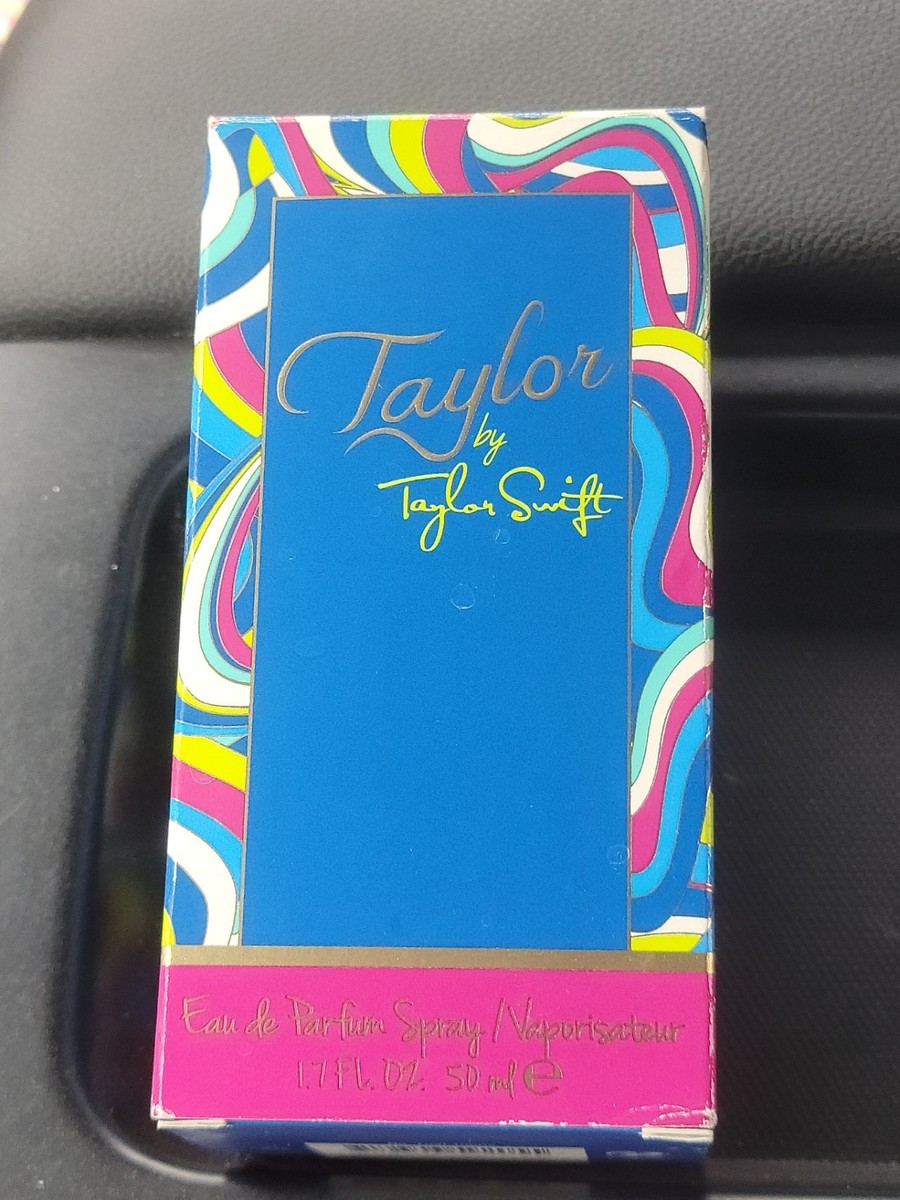 Taylor
by
Taylor Swift
Eau de Parfum Spray / Vaporisateur
1.7 FL. OZ. 50 ml ℮